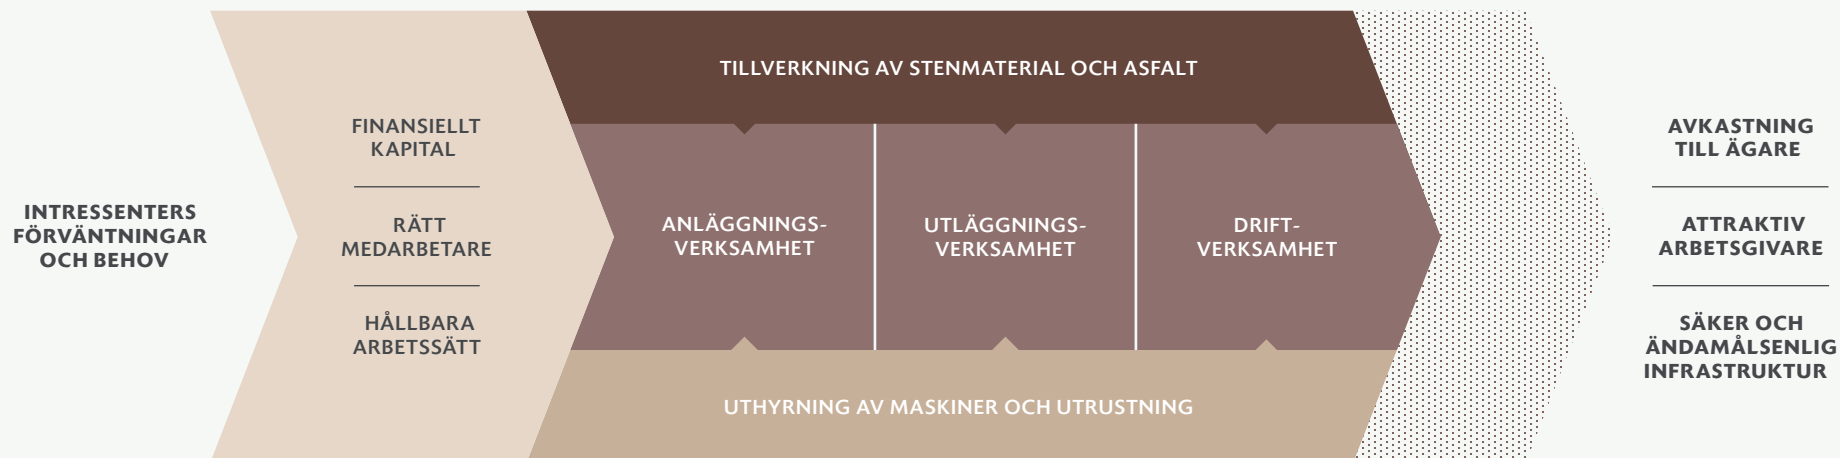 INTRESSENTERS
FÖRVÄNTNINGAR
OCH BEHOV
FINANSIELLT
KAPITAL
RÄTT
MEDARBETARE
HÅLLBARA
ARBETSSÄTT
TILLVERKNING AV STENMATERIAL OCH ASFALT
ANLÄGGNINGS-
VERKSAMHET
UTLÄGGNINGS-
VERKSAMHET
DRIFT-
VERKSAMHET
UTHYRNING AV MASKINER OCH UTRUSTNING
AVKASTNING
TILL ÄGARE
ATTRAKTIV
ARBETSGIVARE
SÄKER OCH
ÄNDAMÅLSENLIG
INFRASTRUKTUR